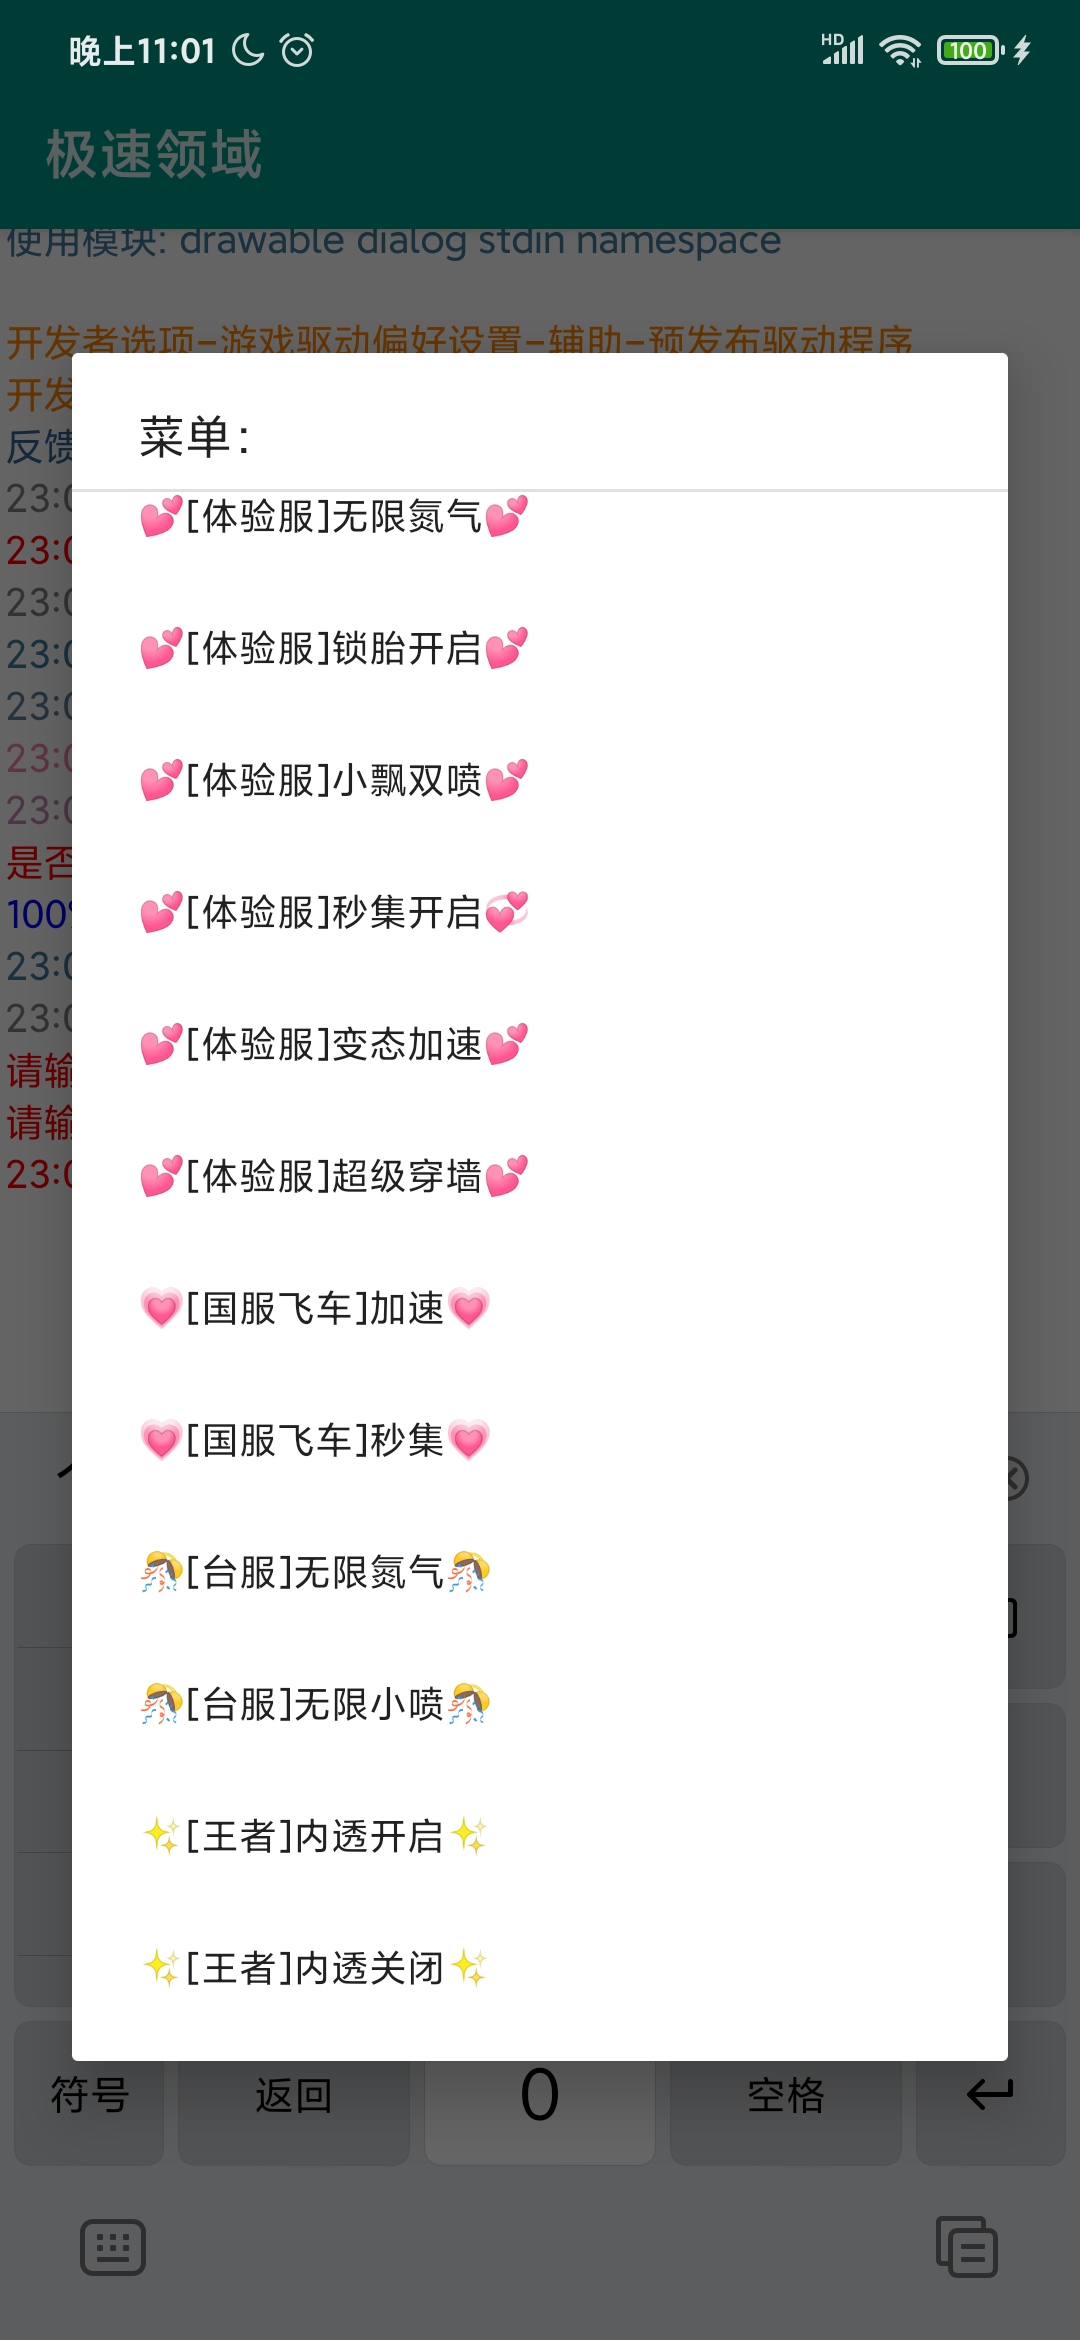 晚上11:01
HD
100
极速领域
使用模块: drawable dialog stdin namespace
开发者选项-游戏驱动偏好设置-辅助-预发布驱动程序
开发
反馈
菜单:
23:0
💕[体验服]无限氮气💕
23:0
23:0
💕[体验服]锁胎开启💕
23:0
23:0
23:0
💕[体验服]小飘双喷💕
23:0
是否
💕[体验服]秒集开启💞
100%
23:0
23:0
💕[体验服]变态加速💕
请输
请输
23:0
💕[体验服]超级穿墙💕
💗[国服飞车]加速💗
💗[国服飞车]秒集💗
🎊[台服]无限氮气🎊
🎊[台服]无限小喷🎊
✨[王者]内透开启✨
✨[王者]内透关闭✨
符号 返回 0 空格